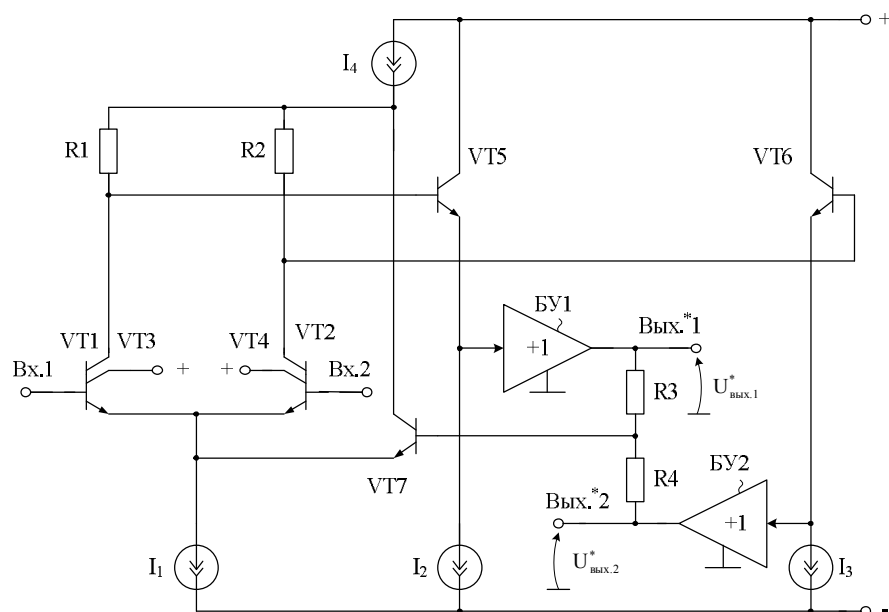 +
I₄
R1
R2
VT5
VT6
БУ1
VT1
VT3
VT4
VT2
Вых.*1
Вх.1
+
+
Вх.2
+1
R3
U*вых.1
VT7
R4
БУ2
Вых.*2
+1
I₁
I₂
U*вых.2
I₃
-